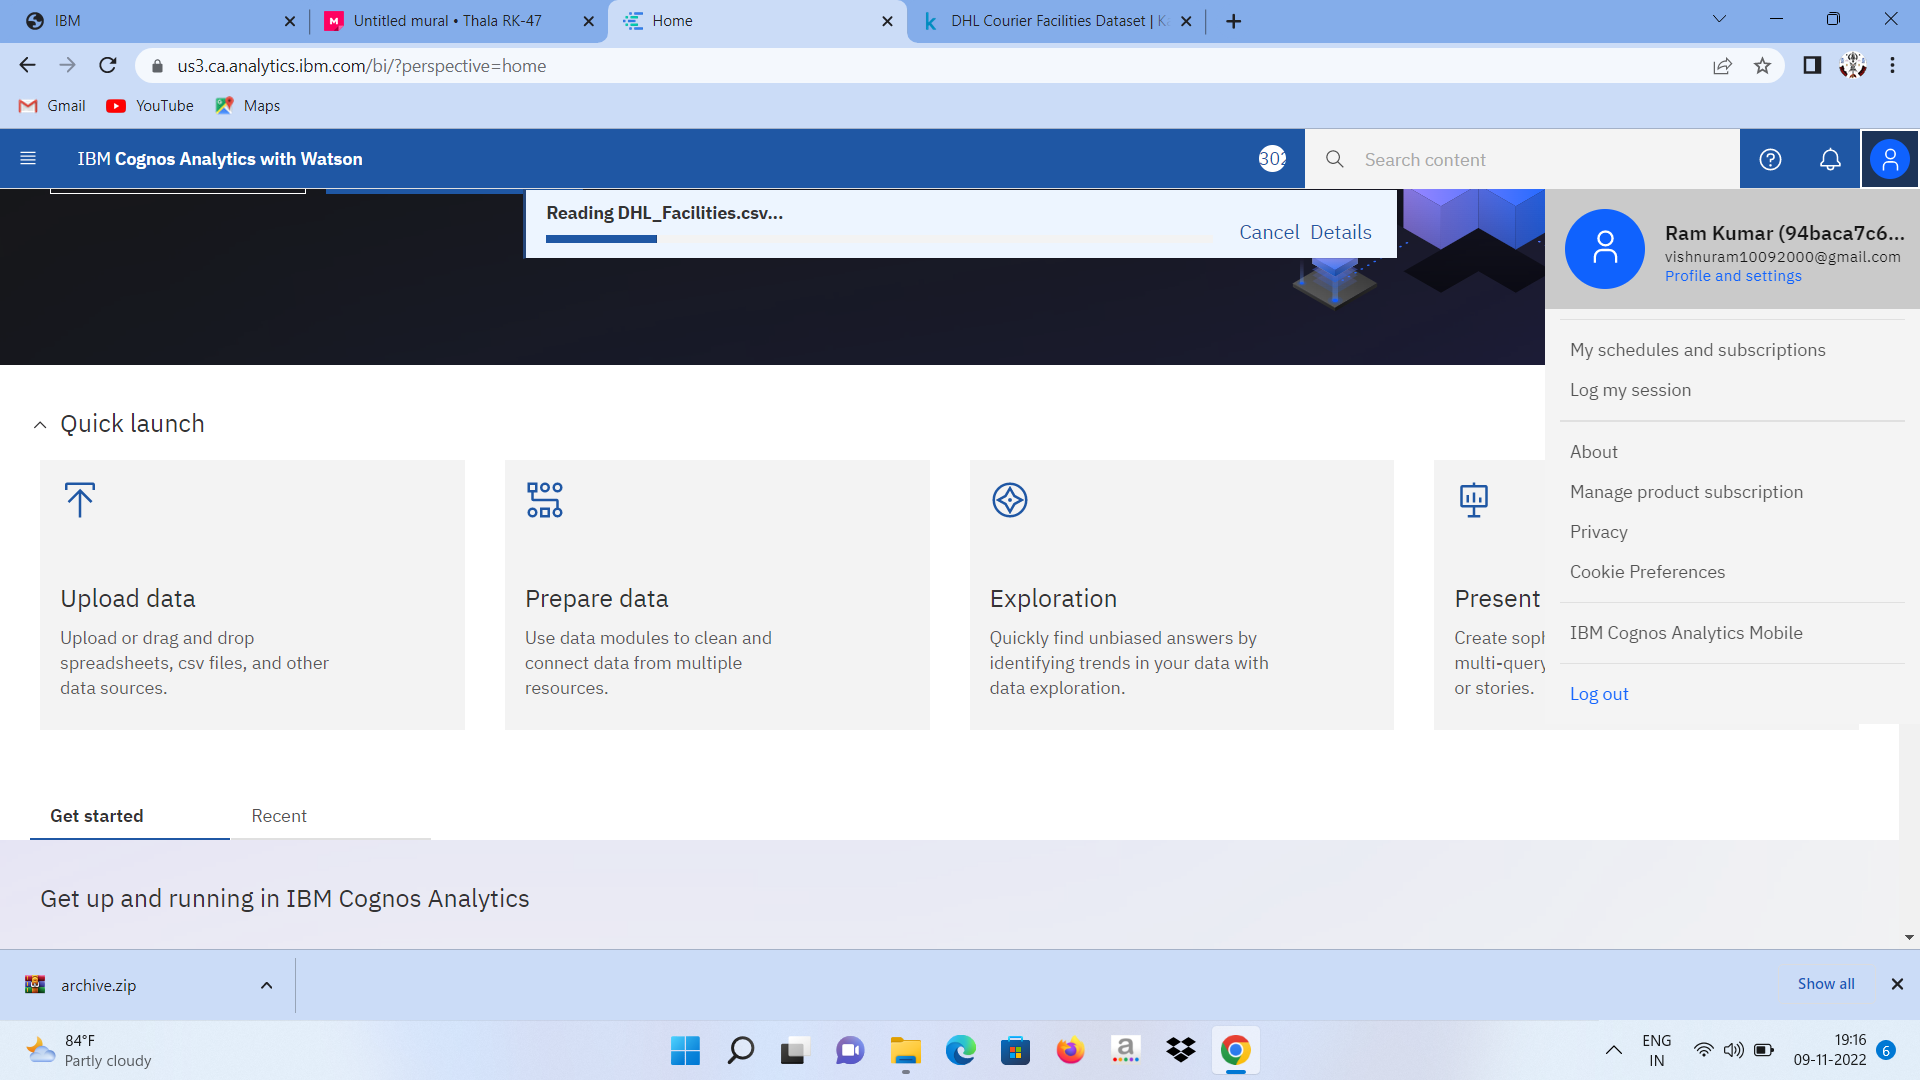 IBM
Untitled mural • Thala RK-47
Home
DHL Courier Facilities Dataset |
us3.ca.analytics.ibm.com/bi/?perspective=home
Gmail
YouTube
Maps
IBM Cognos Analytics with Watson
302
Search content
Reading DHL_Facilities.csv...
Cancel
Details
Ram Kumar (94baca7c6...
vishnuram10092000@gmail.com
Profile and settings
My schedules and subscriptions
Log my session
About
Manage product subscription
Privacy
Cookie Preferences
IBM Cognos Analytics Mobile
Log out
Quick launch
Upload data
Upload or drag and drop
spreadsheets, csv files, and other
data sources.
Prepare data
Use data modules to clean and
connect data from multiple
resources.
Exploration
Quickly find unbiased answers by
identifying trends in your data with
data exploration.
Present
Create soph
multi-query
or stories.
Get started
Recent
Get up and running in IBM Cognos Analytics
archive.zip
Show all
84°F
Partly cloudy
ENG
IN
19:16
09-11-2022
6